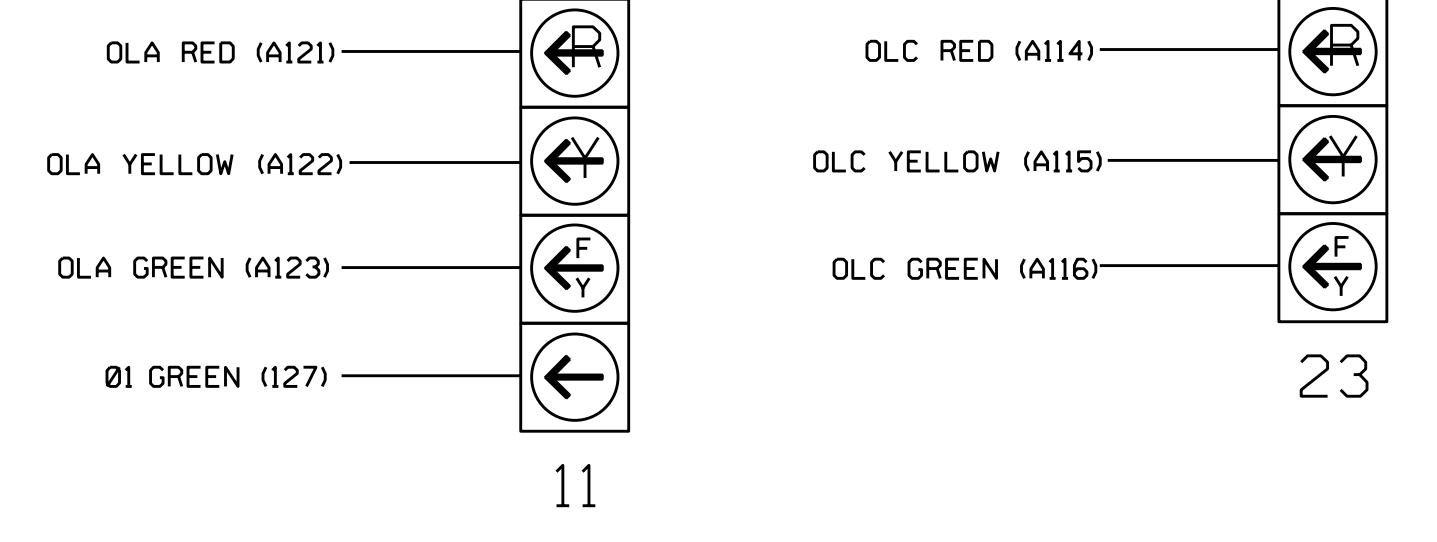 OLA RED (A121)
R
OLA YELLOW (A122)
Y
OLA GREEN (A123)
F
Y
Ø1 GREEN (127)
11
OLC RED (A114)
R
OLC YELLOW (A115)
Y
OLC GREEN (A116)
F
Y
23